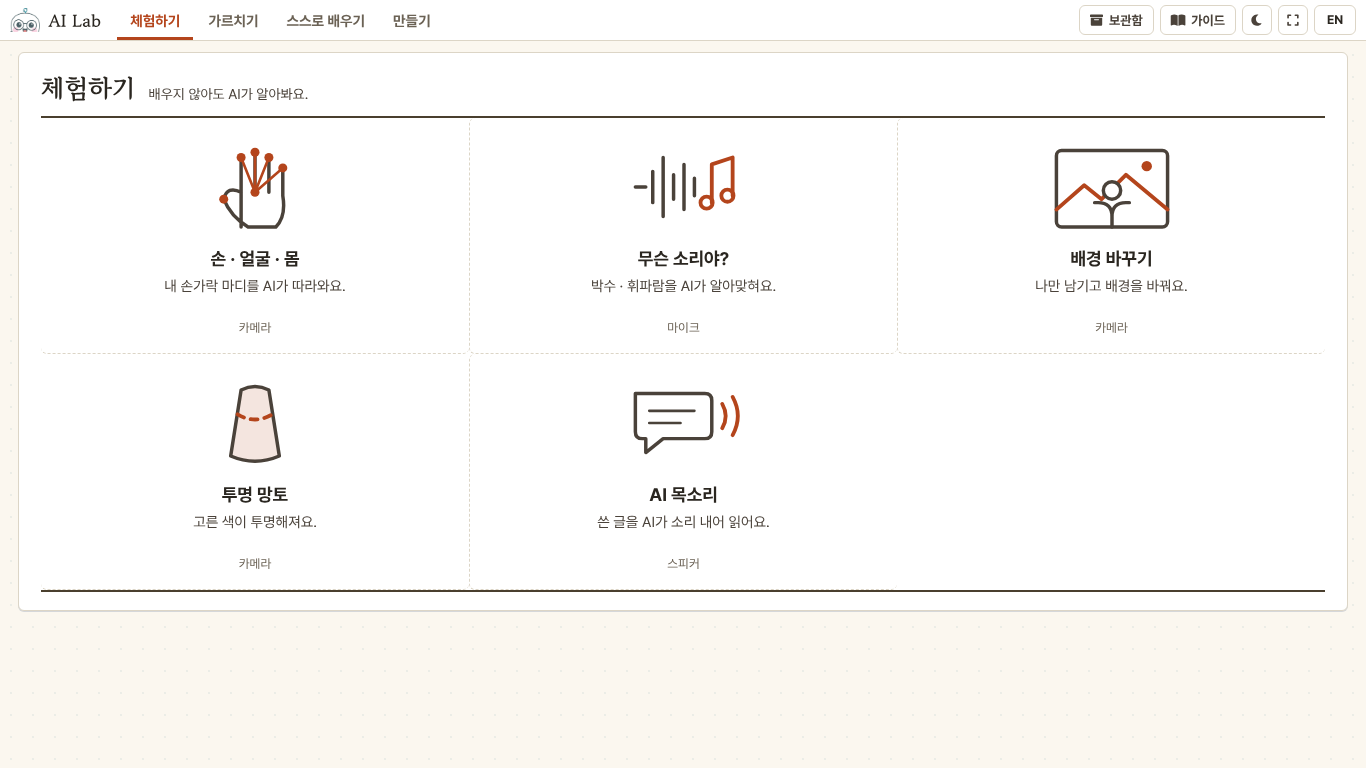 AI Lab 체험하기 가르치기 스스로 배우기 만들기 보관함 가이드 EN
체험하기 배우지 않아도 AI가 알아봐요.
손 · 얼굴 · 몸
내 손가락 마디를 AI가 따라와요.
카메라
무슨 소리야?
박수 · 휘파람을 AI가 알아맞혀요.
마이크
배경 바꾸기
나만 남기고 배경을 바꿔요.
카메라
투명 망토
고른 색이 투명해져요.
카메라
AI 목소리
쓴 글을 AI가 소리 내어 읽어요.
스피커